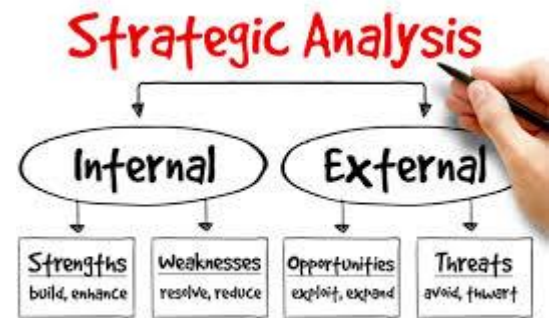 Strategic Analysis
Internal
External
Strengths
build, enhance
Weaknesses
resolve, reduce
Opportunities
exploit, expand
Threats
avoid, thwart